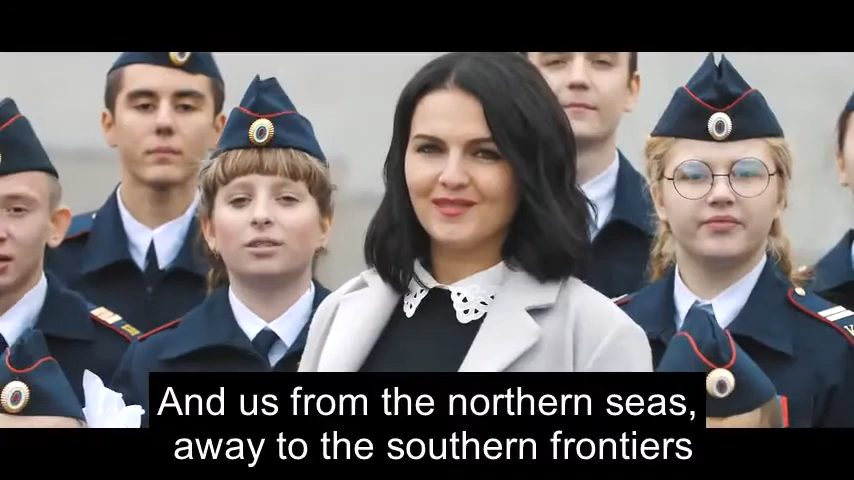 And us from the northern seas,
away to the southern frontiers